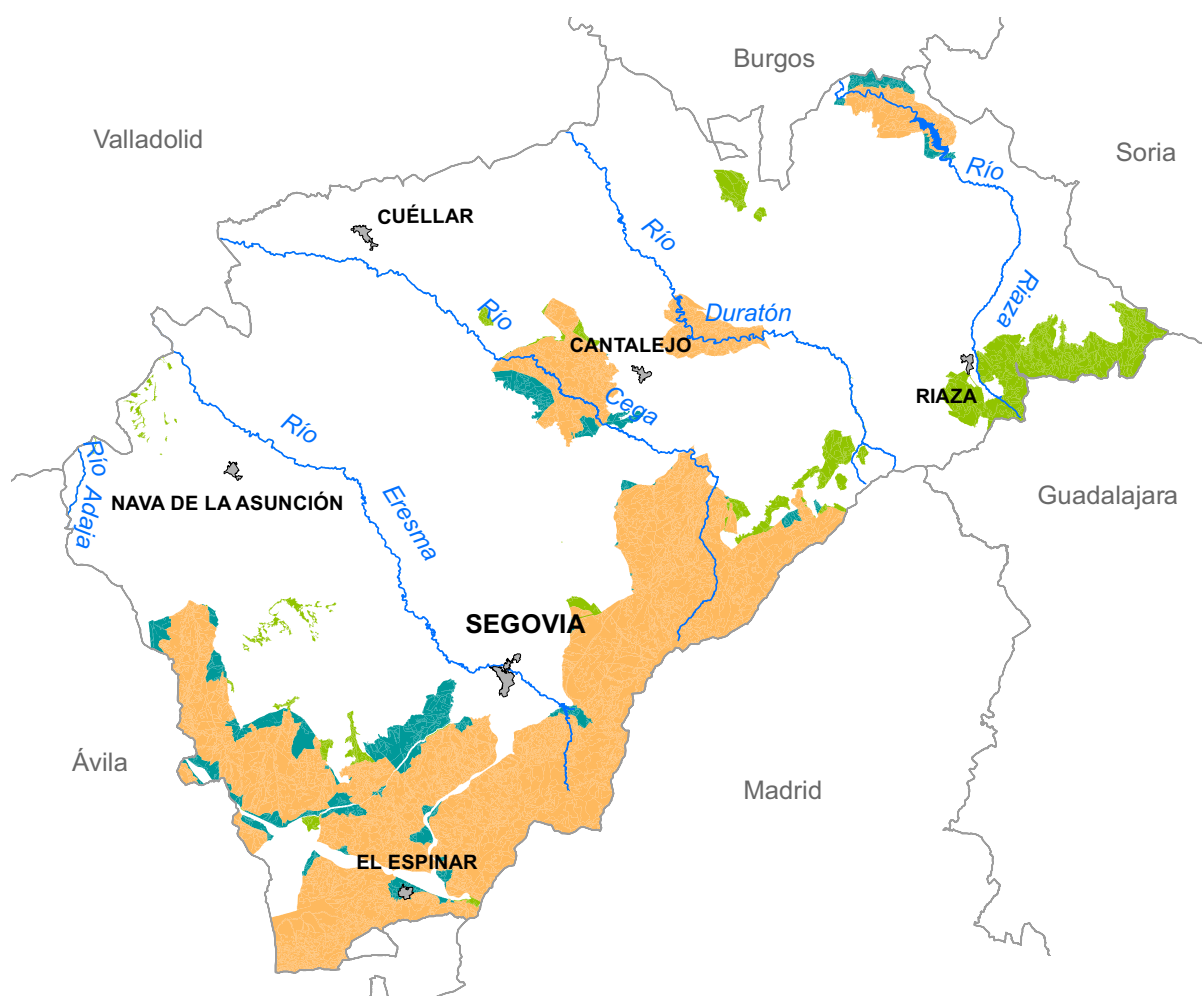 Burgos
Valladolid
Soria
Río
CUÉLLAR
Río
Riaza
Duratón
Río
CANTALEJO
RIAZA
Cega
Río
Río
Adaja
NAVA DE LA ASUNCIÓN
Guadalajara
Eresma
SEGOVIA
Ávila
Madrid
EL ESPINAR